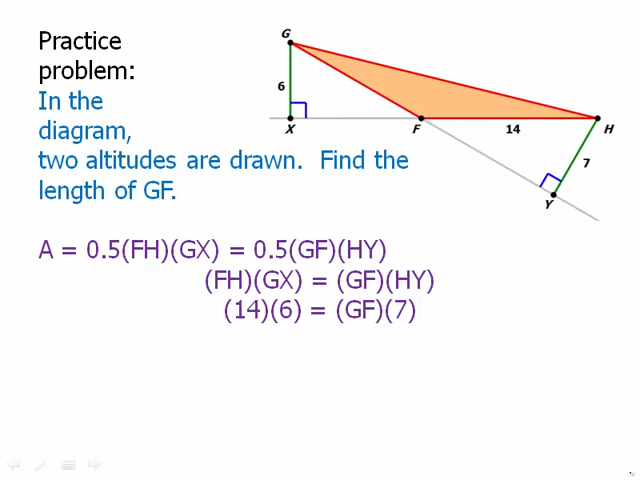 Practice
problem:
In the
diagram,
two altitudes are drawn.  Find the
length of GF.
G
6
X
F
14
H
7
Y
A = 0.5(FH)(GX) = 0.5(GF)(HY)
(FH)(GX) = (GF)(HY)
(14)(6) = (GF)(7)